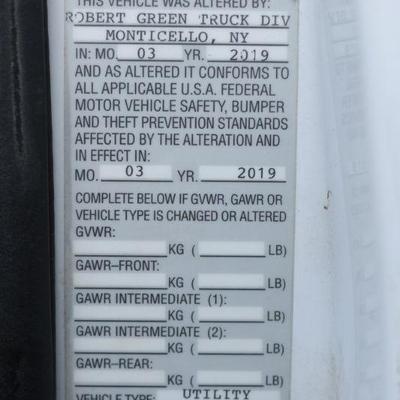 THIS VEHICLE WAS ALTERED BY:
ROBERT GREEN TRUCK DIV
MONTICELLO, NY
IN: MO. 03 YR. 2019
AND AS ALTERED IT CONFORMS TO
ALL APPLICABLE U.S.A. FEDERAL
MOTOR VEHICLE SAFETY, BUMPER
AND THEFT PREVENTION STANDARDS
AFFECTED BY THE ALTERATION AND
IN EFFECT IN:
MO. 03 YR. 2019
COMPLETE BELOW IF GVWR, GAWR OR
VEHICLE TYPE IS CHANGED OR ALTERED
GVWR:
KG ( LB)
GAWR–FRONT:
KG ( LB)
GAWR INTERMEDIATE (1):
KG ( LB)
GAWR INTERMEDIATE (2):
KG ( LB)
GAWR–REAR:
KG ( LB)
VEHICLE TYPE: UTILITY